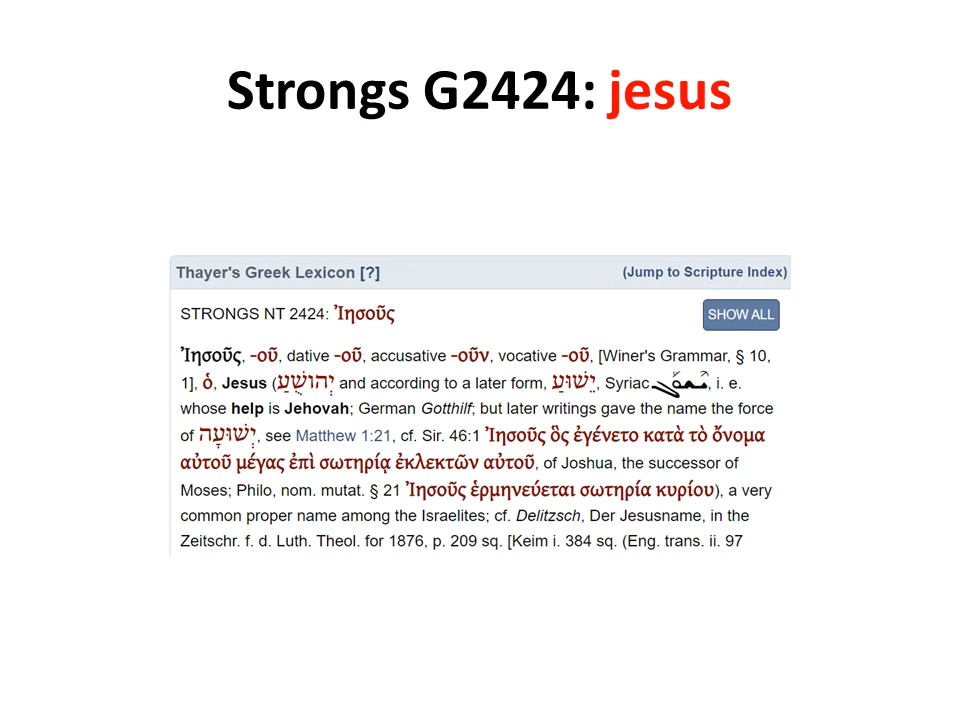 Strongs G2424: jesus
Thayer's Greek Lexicon [?] (Jump to Scripture Index)
STRONGS NT 2424: Ἰησοῦς SHOW ALL
Ἰησοῦς, -οῦ, dative -οῦ, accusative -οῦν, vocative -οῦ, [Winer's Grammar, § 10,
1], ὁ, Jesus (יְהוֹשֻׁעַ and according to a later form, יֵשׁוּעַ, Syriac , i. e.
whose help is Jehovah; German Gotthilf; but later writings gave the name the force
of יְשׁוּעָה, see Matthew 1:21, cf. Sir. 46:1 Ἰησοῦς ὅς ἐγένετο κατὰ τὸ ὄνομα
αὐτοῦ μέγας ἐπὶ σωτηρίᾳ ἐκλεκτῶν αὐτοῦ, of Joshua, the successor of
Moses; Philo, nom. mutat. § 21 Ἰησοῦς ἑρμηνεύεται σωτηρία κυρίου), a very
common proper name among the Israelites; cf. Delitzsch, Der Jesusname, in the
Zeitschr. f. d. Luth. Theol. for 1876, p. 209 sq. [Keim i. 384 sq. (Eng. trans. ii. 97